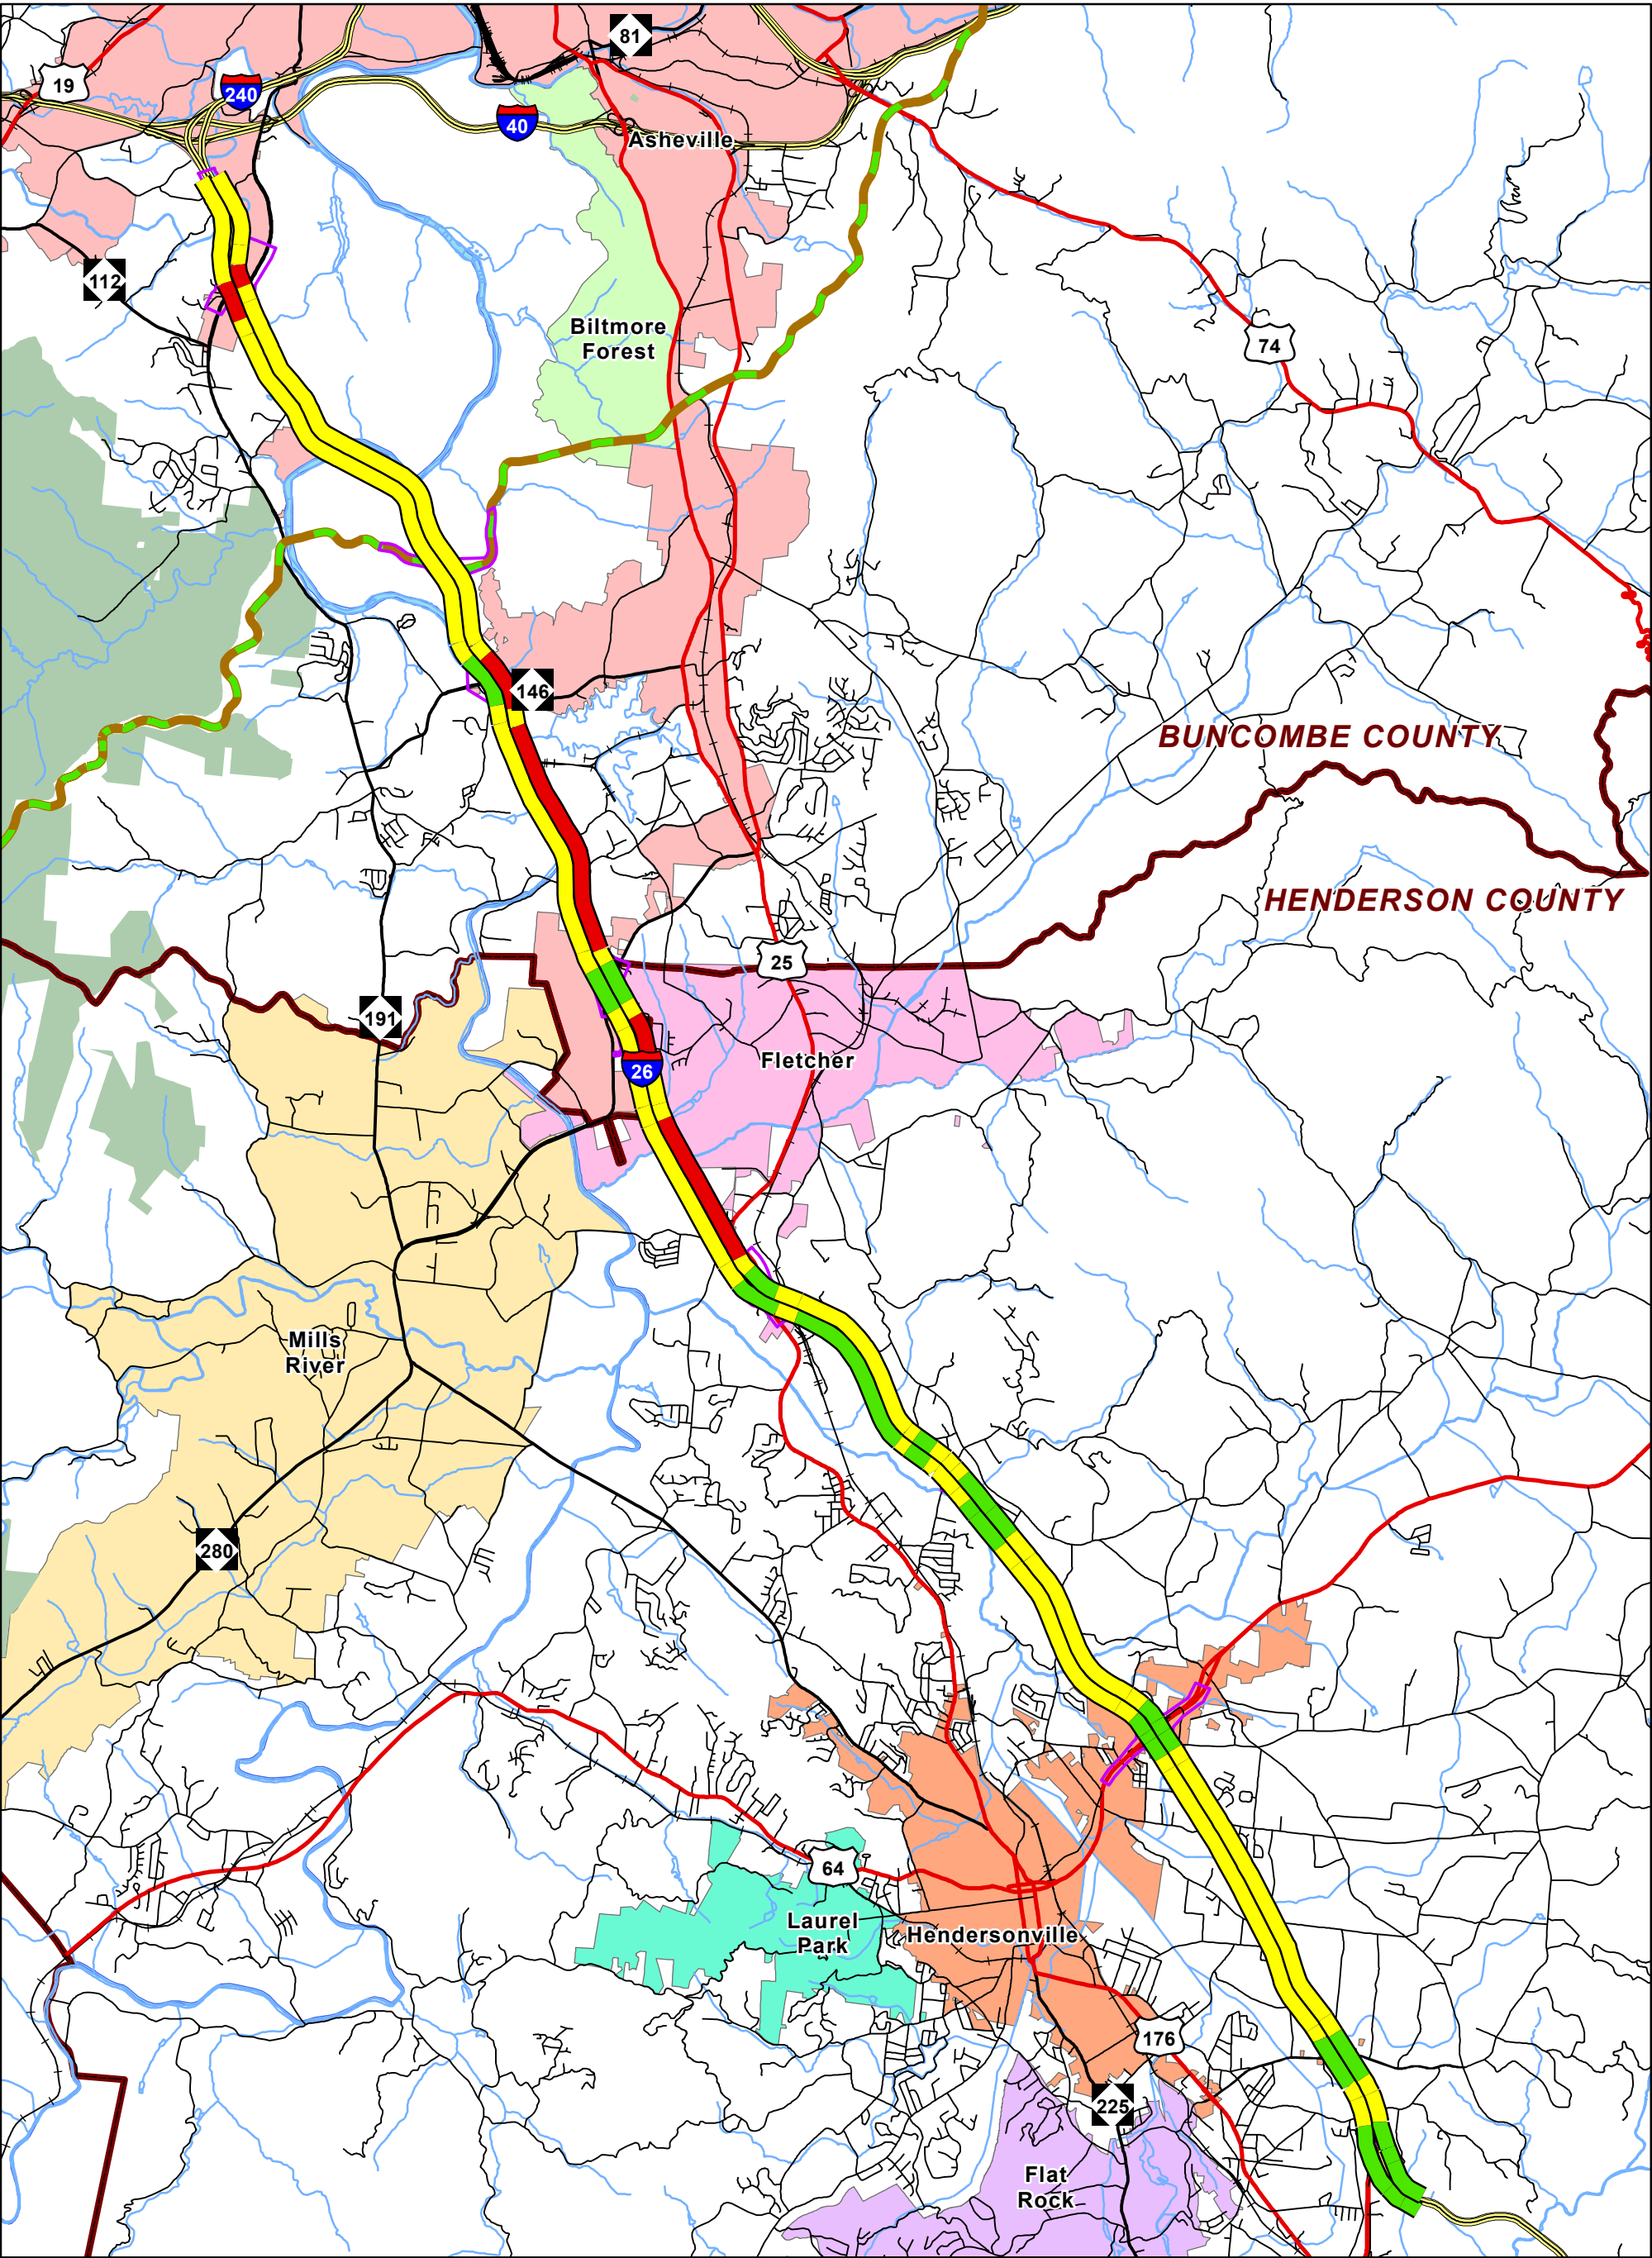 81
19
240
40
Asheville
112
Biltmore
Forest
74
146
BUNCOMBE COUNTY
HENDERSON COUNTY
25
191
Fletcher
26
Mills
River
280
64
Laurel
Park
Hendersonville
176
225
Flat
Rock